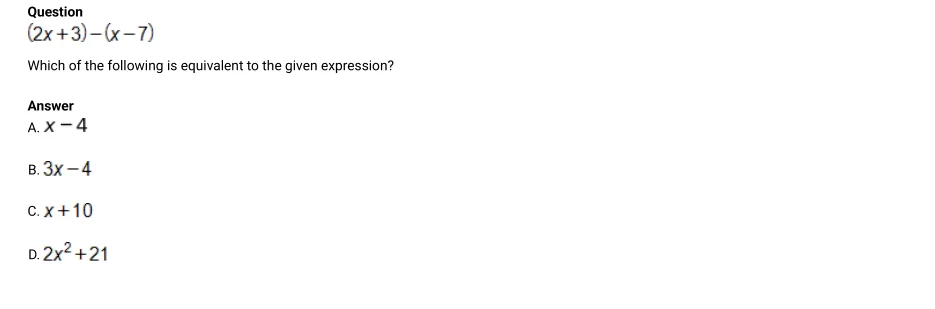 Question
(2x+3)−(x−7)
Which of the following is equivalent to the given expression?
Answer
A. x−4
B. 3x−4
C. x+10
D. 2x²+21